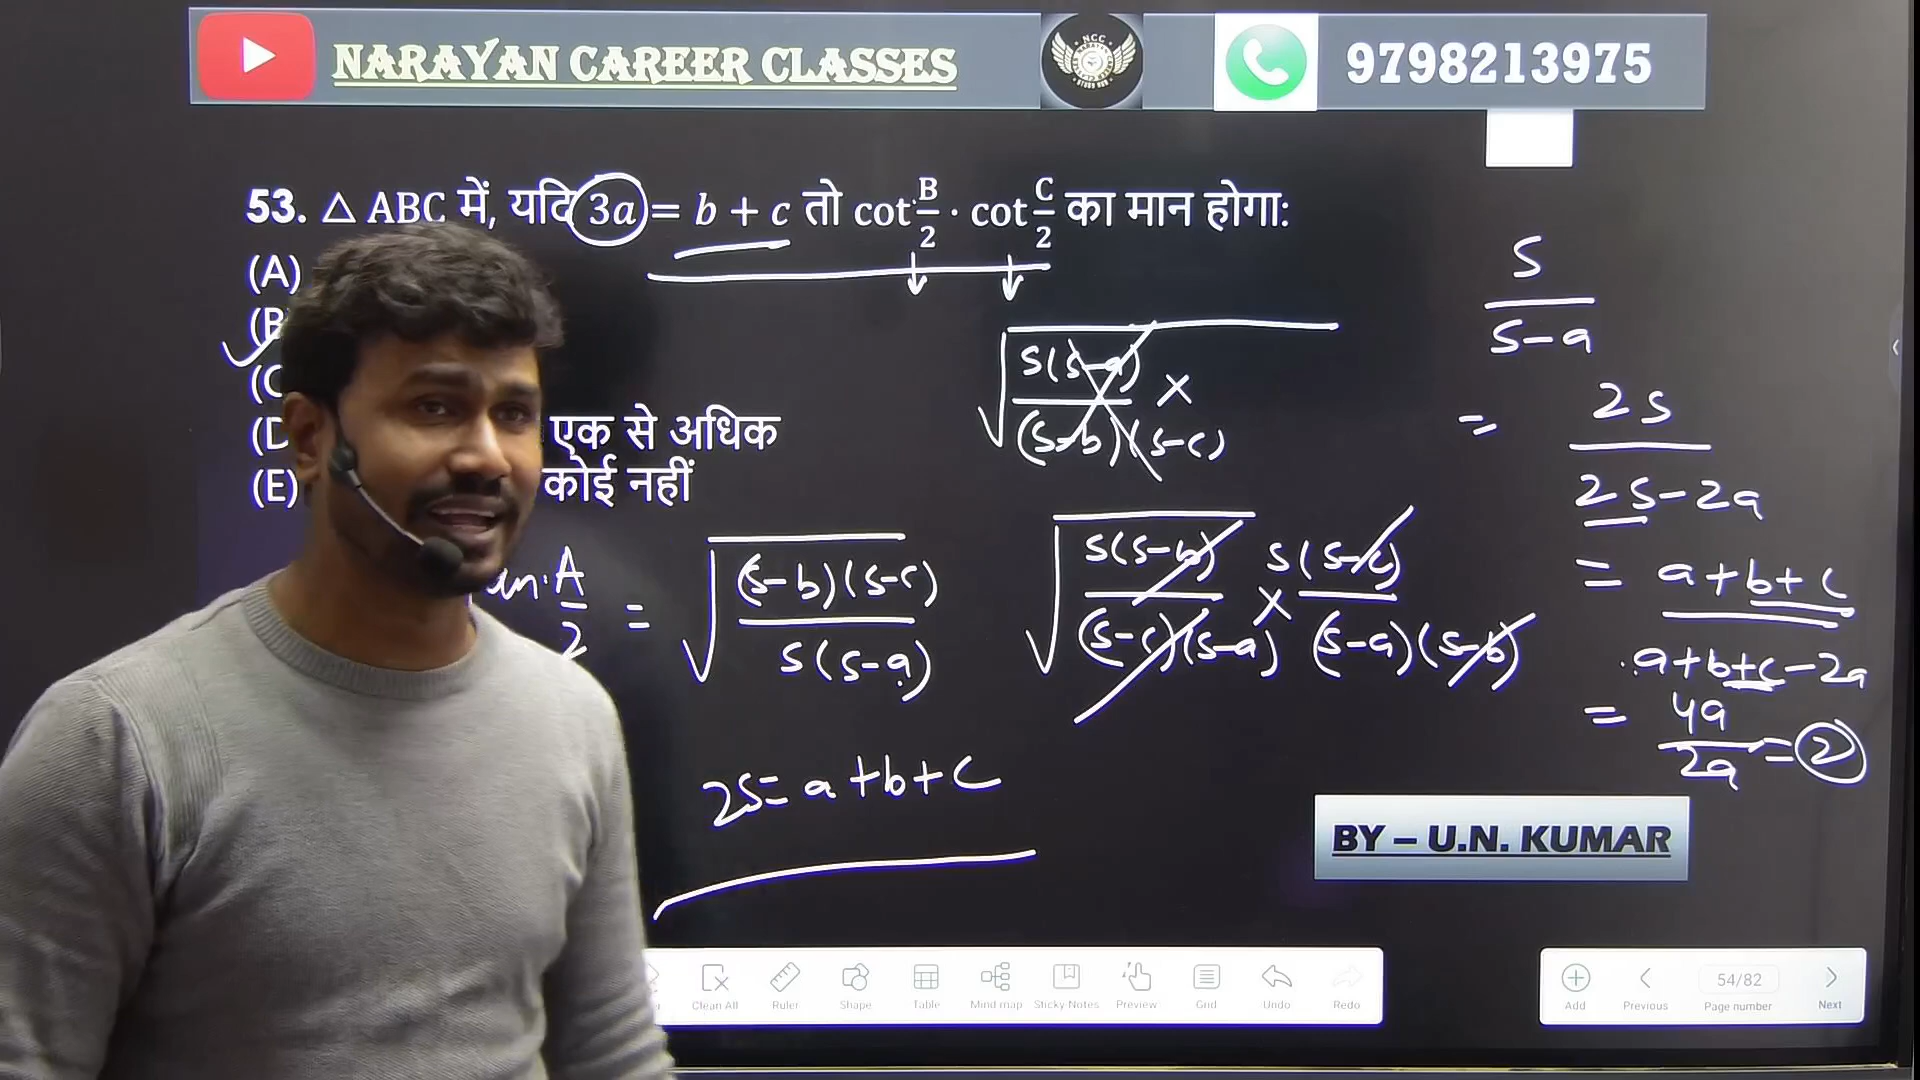 NARAYAN CAREER CLASSES
NCC
9798213975
53. △ ABC में, यदि 3a = b + c तो cot B/2 · cot C/2 का मान होगा:
(A)
(B
(C
(D एक से अधिक
(E) कोई नहीं
√(s(s-a)/(s-b)(s-c)) ×
A/2 = √((s-b)(s-c)/s(s-a))
√(s(s-b)/(s-c)(s-a) × s(s-c)/(s-a)(s-b))
2s = a+b+c
s/s-a
= 2s/2s-2a
= a+b+c/a+b+c-2a
= 4a/2a = 2
BY – U.N. KUMAR
Clean All
Ruler
Shape
Table
Mind map
Sticky Notes
Preview
Grid
Undo
Redo
Add
Previous
54/82
Page number
Next